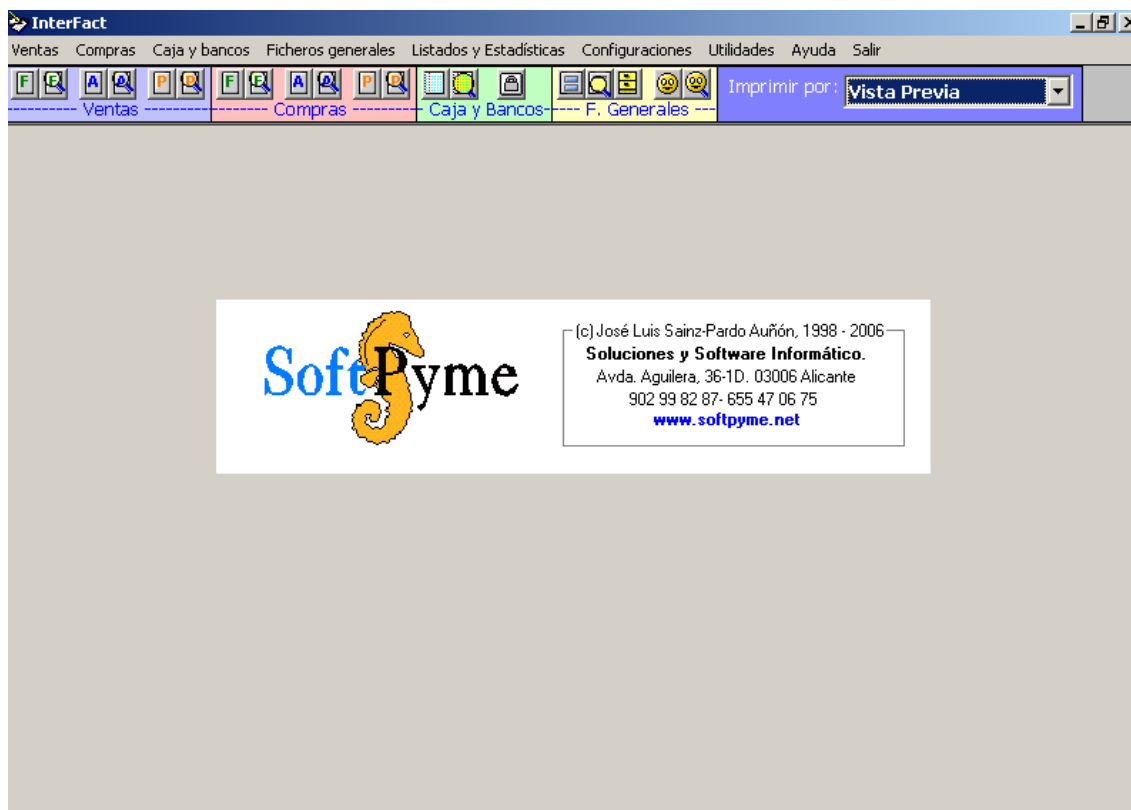 InterFact
Ventas Compras Caja y bancos Ficheros generales Listados y Estadísticas Configuraciones Utilidades Ayuda Salir
F F A A P P F F A A P P Imprimir por: Vista Previa
-------- Ventas --------- ------- Compras --------- - Caja y Bancos- ---- F. Generales ---
SoftPyme
(c) José Luis Sainz-Pardo Auñón, 1998 - 2006
Soluciones y Software Informático.
Avda. Aguilera, 36-1D. 03006 Alicante
902 99 82 87- 655 47 06 75
www.softpyme.net